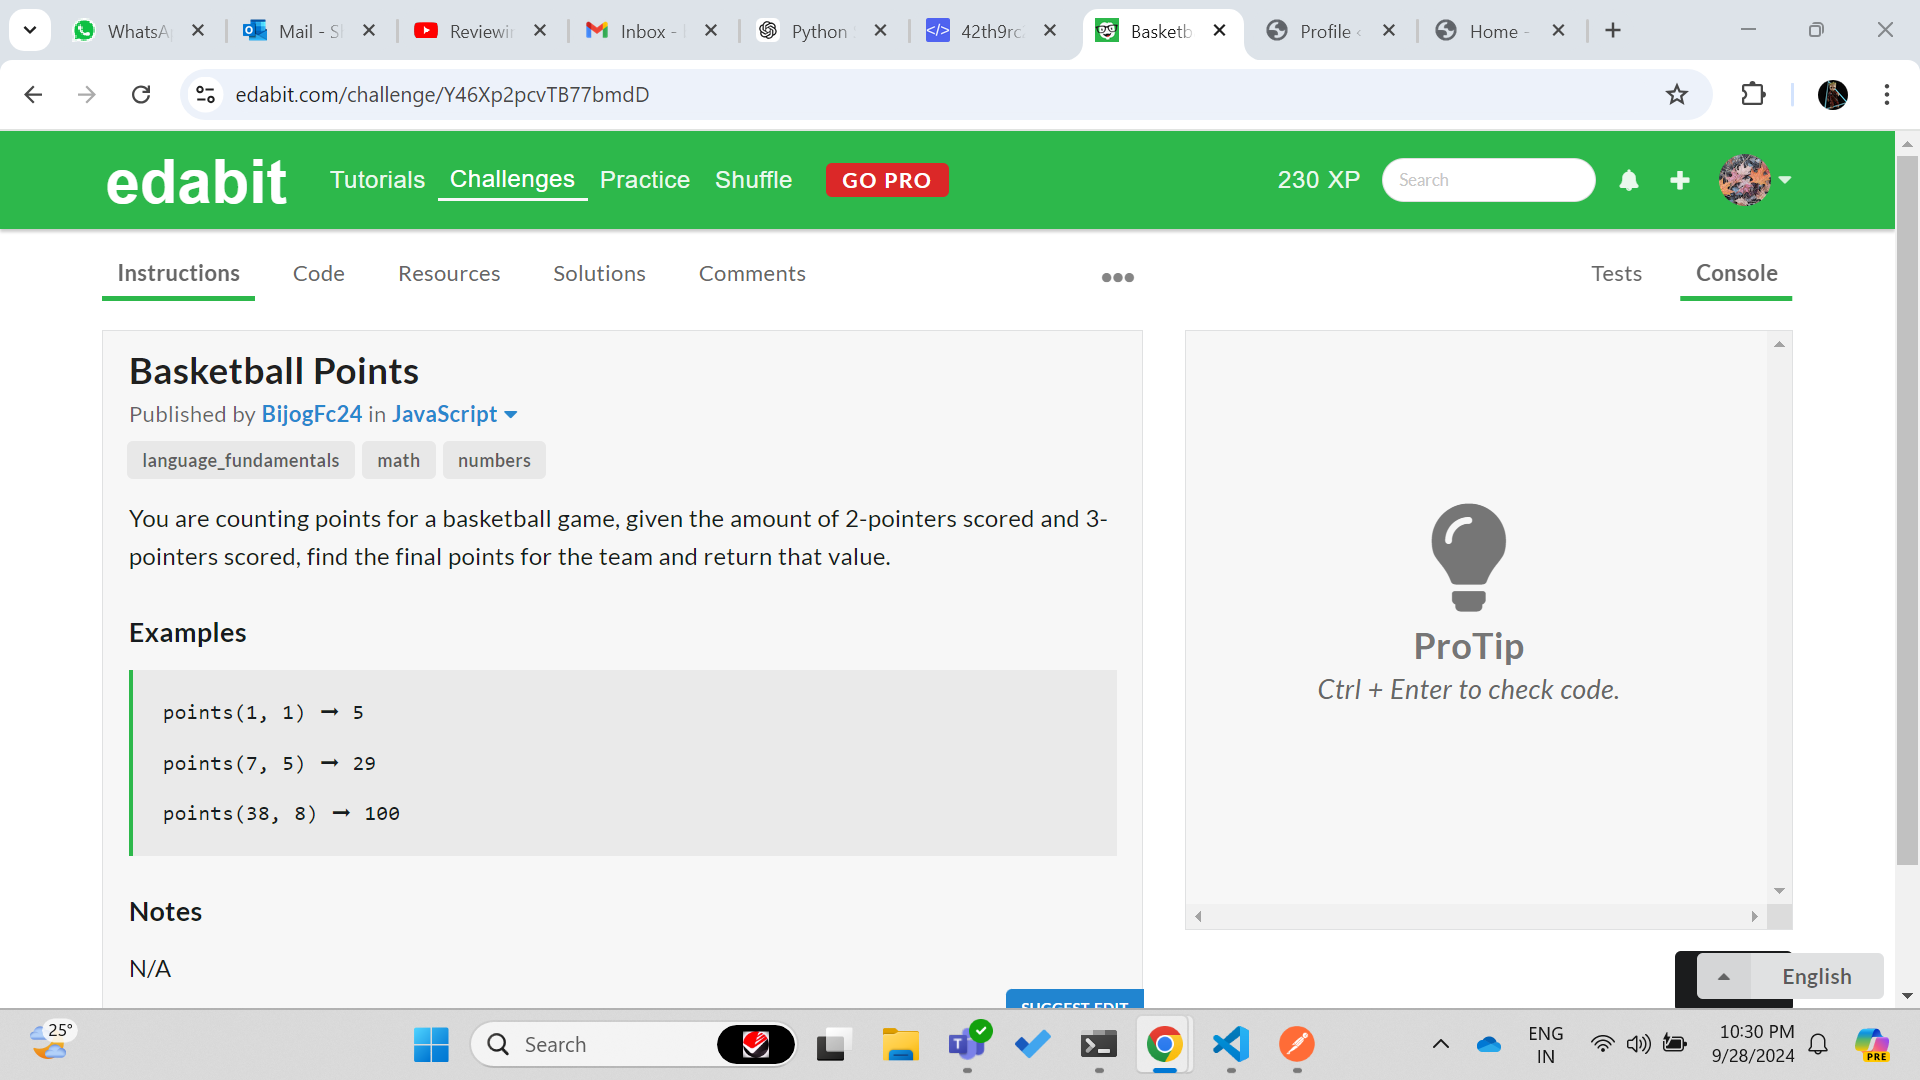 WhatsA
Mail - S
Reviewin
Inbox -
Python
42th9rc
Basketb
Profile
Home -
edabit.com/challenge/Y46Xp2pcvTB77bmdD
edabit
Tutorials
Challenges
Practice
Shuffle
GO PRO
230 XP
Search
Instructions
Code
Resources
Solutions
Comments
Tests
Console
Basketball Points
Published by BijogFc24 in JavaScript
language_fundamentals
math
numbers
You are counting points for a basketball game, given the amount of 2-pointers scored and 3-
pointers scored, find the final points for the team and return that value.
Examples
points(1, 1) ➞ 5
points(7, 5) ➞ 29
points(38, 8) ➞ 100
Notes
N/A
SUGGEST EDIT
ProTip
Ctrl + Enter to check code.
English
25°
Search
ENG
IN
10:30 PM
9/28/2024
PRE